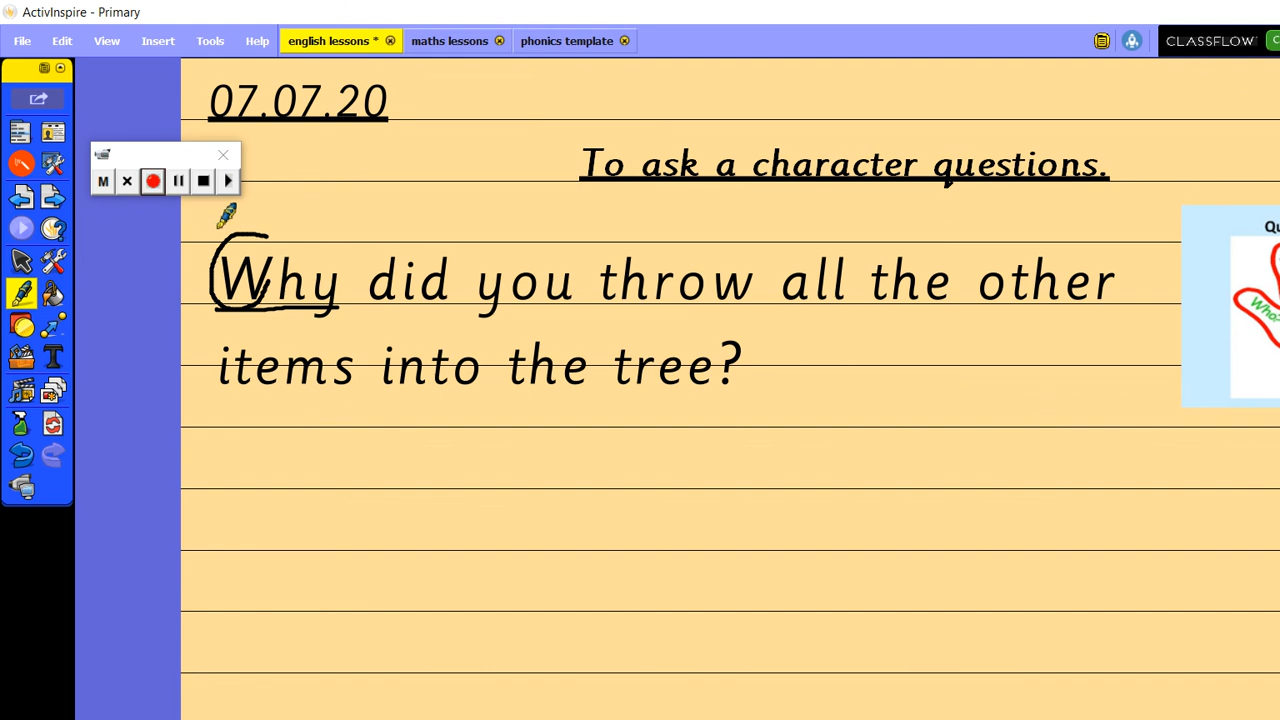 ActivInspire - Primary
File Edit View Insert Tools Help english lessons * maths lessons phonics template CLASSFLOW
07.07.20
M
To ask a character questions.
Why did you throw all the other
items into the tree?
Who?